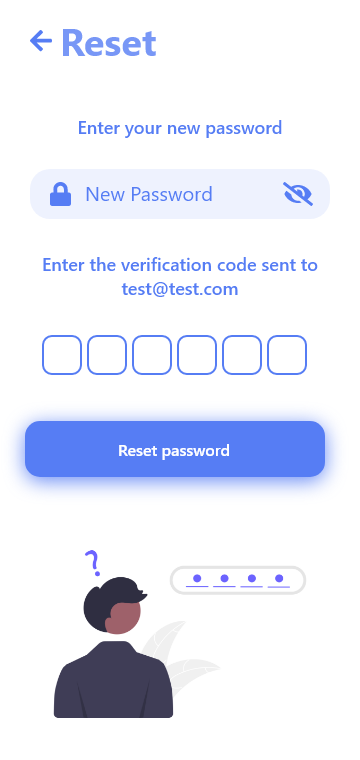 Reset
Enter your new password
New Password
Enter the verification code sent to
test@test.com
Reset password
?